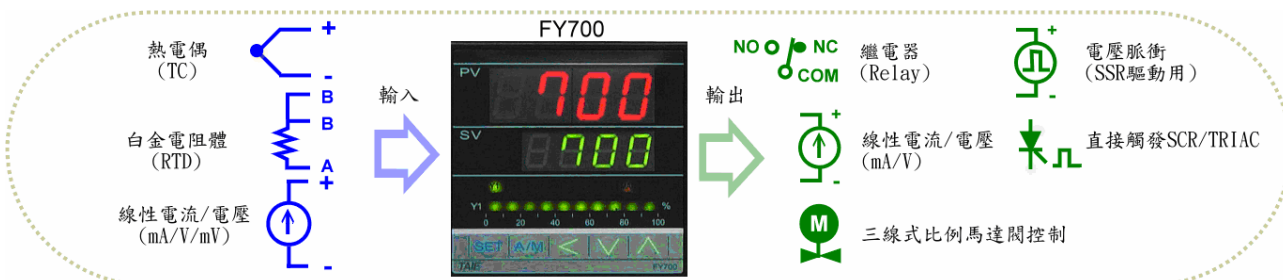 FY700
熱電偶
(TC)
+
-
白金電阻體
(RTD)
B
B
A
線性電流/電壓
(mA/V/mV)
+
-
輸入
PV
700
SV
700
Y1
%
0 20 40 60 80 100
SET A/M
TAIE FY700
輸出
NO NC
COM
繼電器
(Relay)
+
-
電壓脈衝
(SSR驅動用)
+
-
線性電流/電壓
(mA/V)
直接觸發SCR/TRIAC
M
三線式比例馬達閥控制